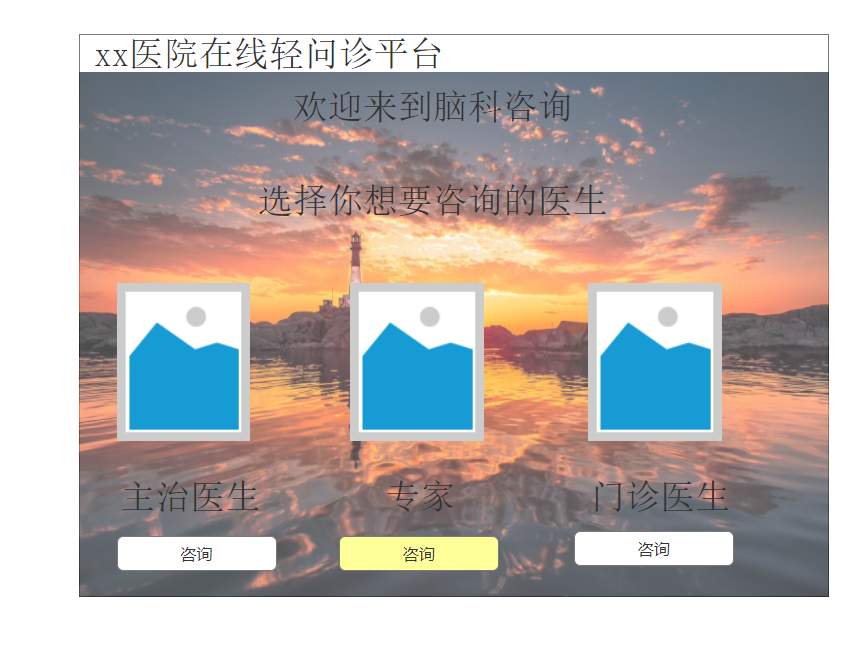 xx医院在线轻问诊平台
欢迎来到脑科咨询
选择你想要咨询的医生
主治医生 专家 门诊医生
咨询 咨询 咨询